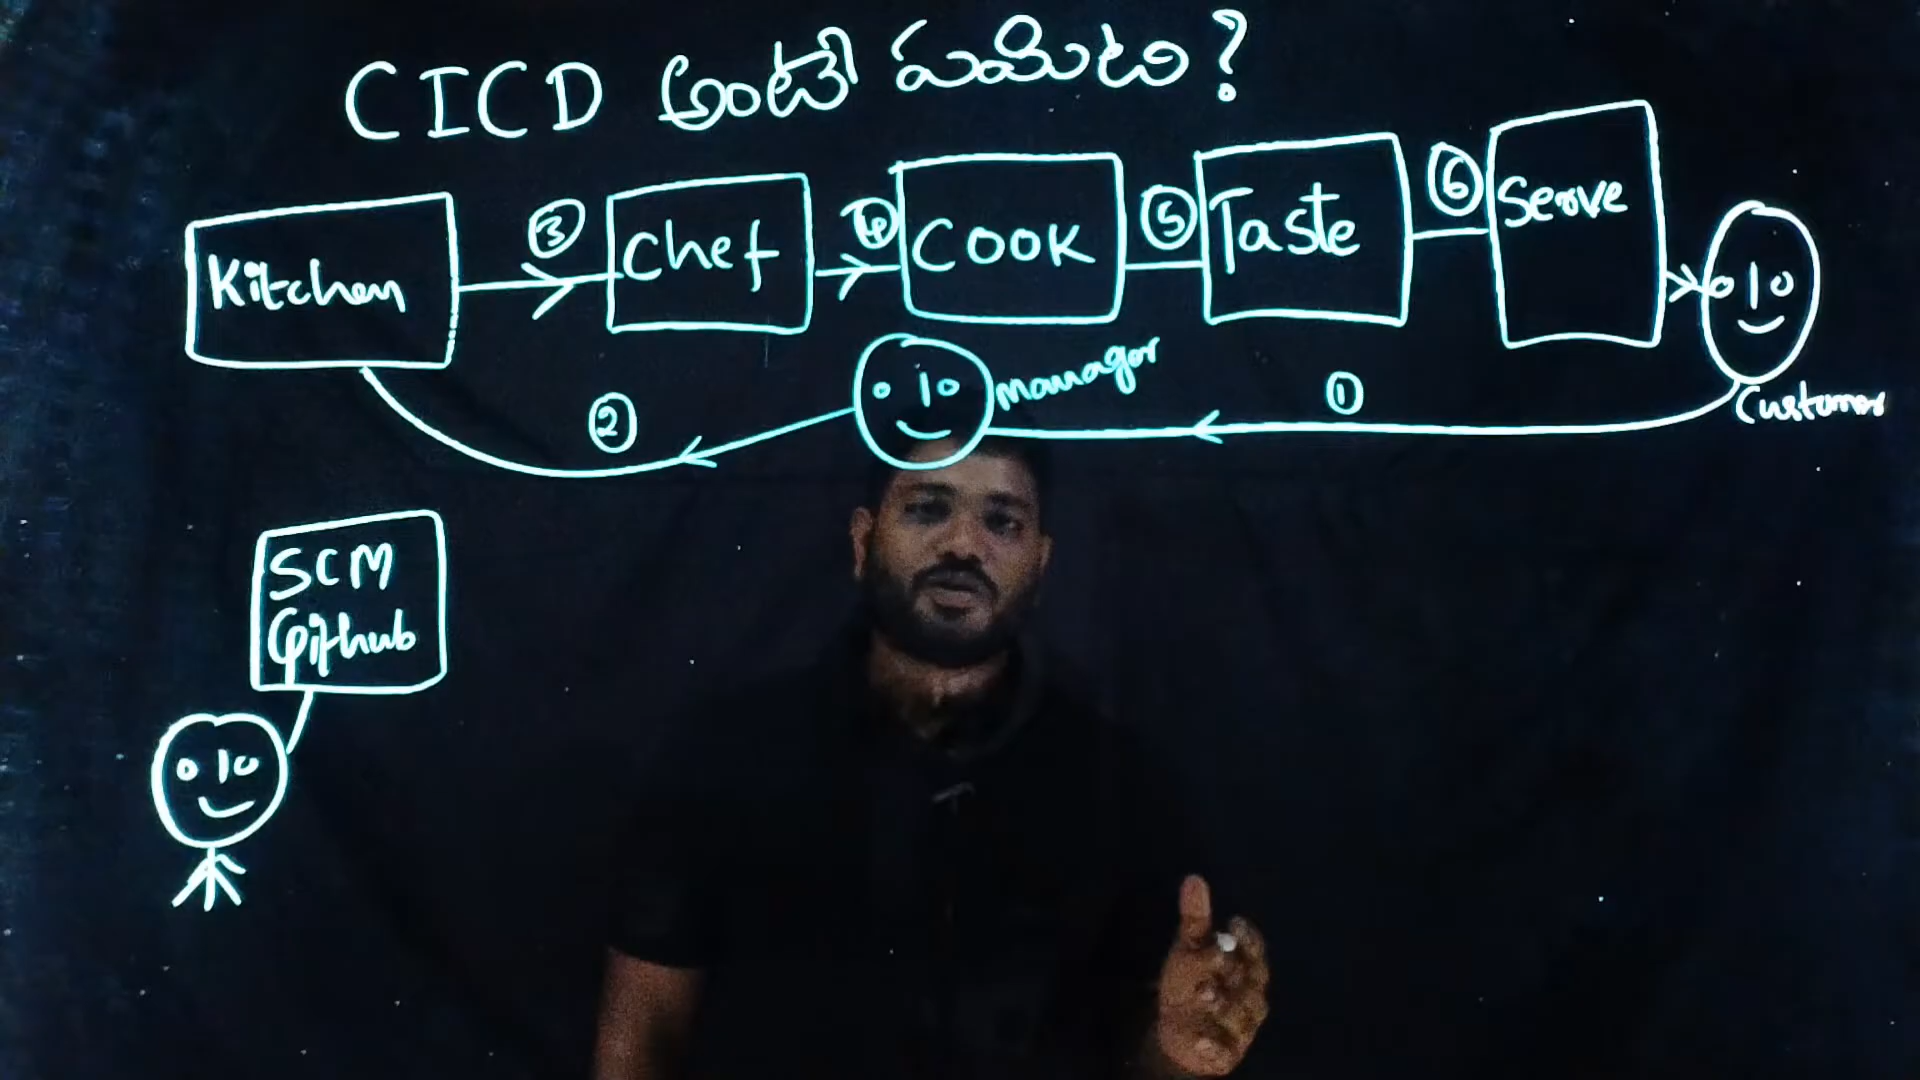 CICD అంటే ఏమిటి?
Kitchen ③ Chef ④ COOK ⑤ Taste ⑥ Serve
② manager ① Customer
SCM
Github